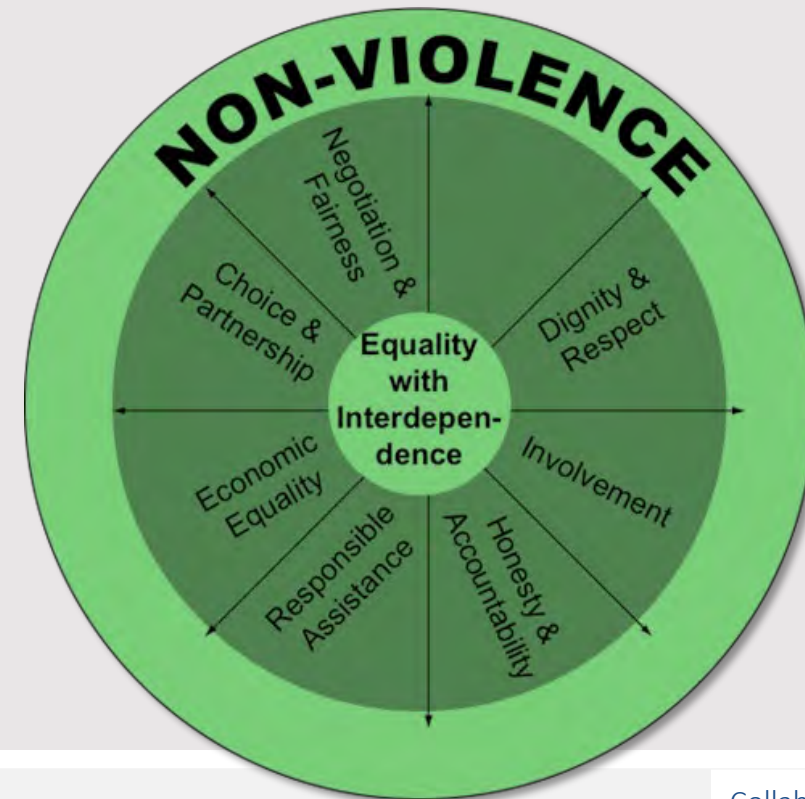 NON-VIOLENCE
Negotiation &
Fairness
Dignity &
Respect
Choice &
Partnership
Equality
with
Interdepen-
dence
Involvement
Economic
Equality
Responsible
Assistance
Honesty &
Accountability